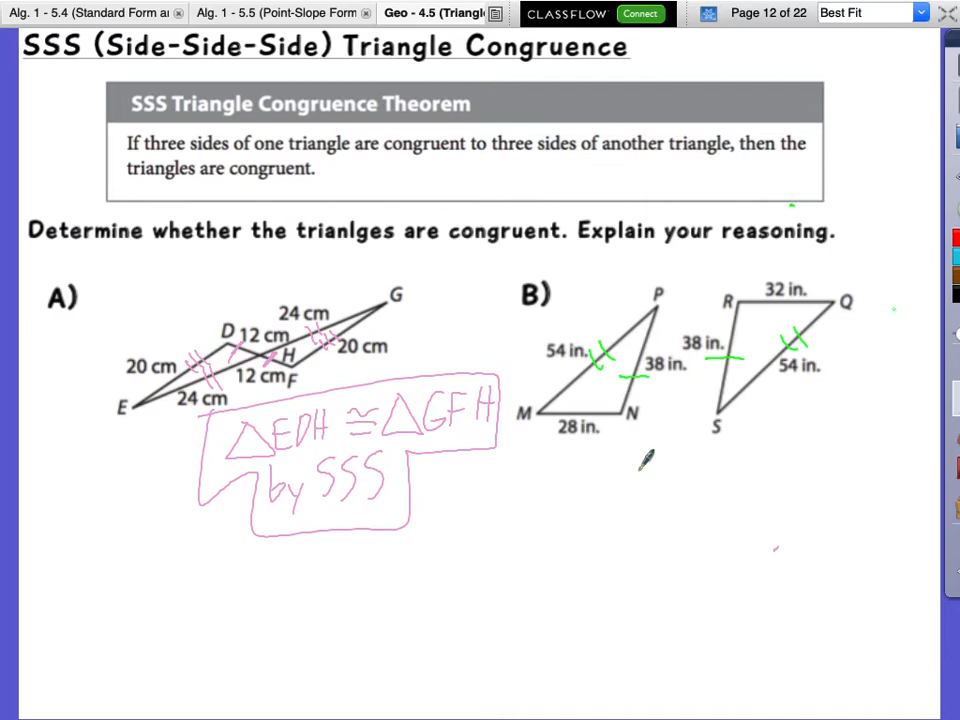 Alg. 1 - 5.4 (Standard Form ar
Alg. 1 - 5.5 (Point-Slope Form
Geo - 4.5 (Triangl
CLASSFLOW
Connect
Page 12 of 22
Best Fit
SSS (Side-Side-Side) Triangle Congruence
SSS Triangle Congruence Theorem
If three sides of one triangle are congruent to three sides of another triangle, then the
triangles are congruent.
Determine whether the trianlges are congruent. Explain your reasoning.
A)
G
24 cm
D 12 cm
H
20 cm
20 cm
12 cm F
24 cm
E
△EDH ≅ △GFH
by SSS
B)
P
54 in.
38 in.
M
N
28 in.
32 in.
R
Q
38 in.
54 in.
S